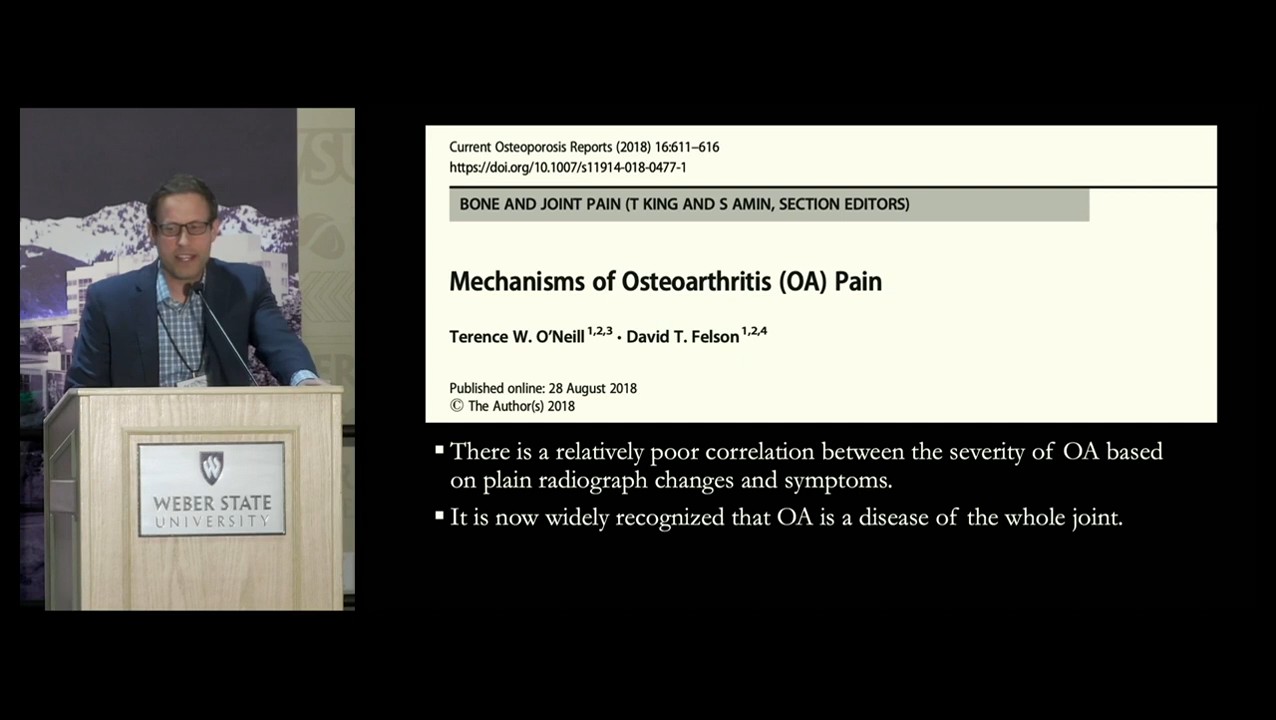 Current Osteoporosis Reports (2018) 16:611–616
https://doi.org/10.1007/s11914-018-0477-1
BONE AND JOINT PAIN (T KING AND S AMIN, SECTION EDITORS)
Mechanisms of Osteoarthritis (OA) Pain
Terence W. O'Neill 1,2,3 · David T. Felson 1,2,4
Published online: 28 August 2018
© The Author(s) 2018
▪ There is a relatively poor correlation between the severity of OA based
on plain radiograph changes and symptoms.
▪ It is now widely recognized that OA is a disease of the whole joint.
W
WEBER STATE
UNIVERSITY